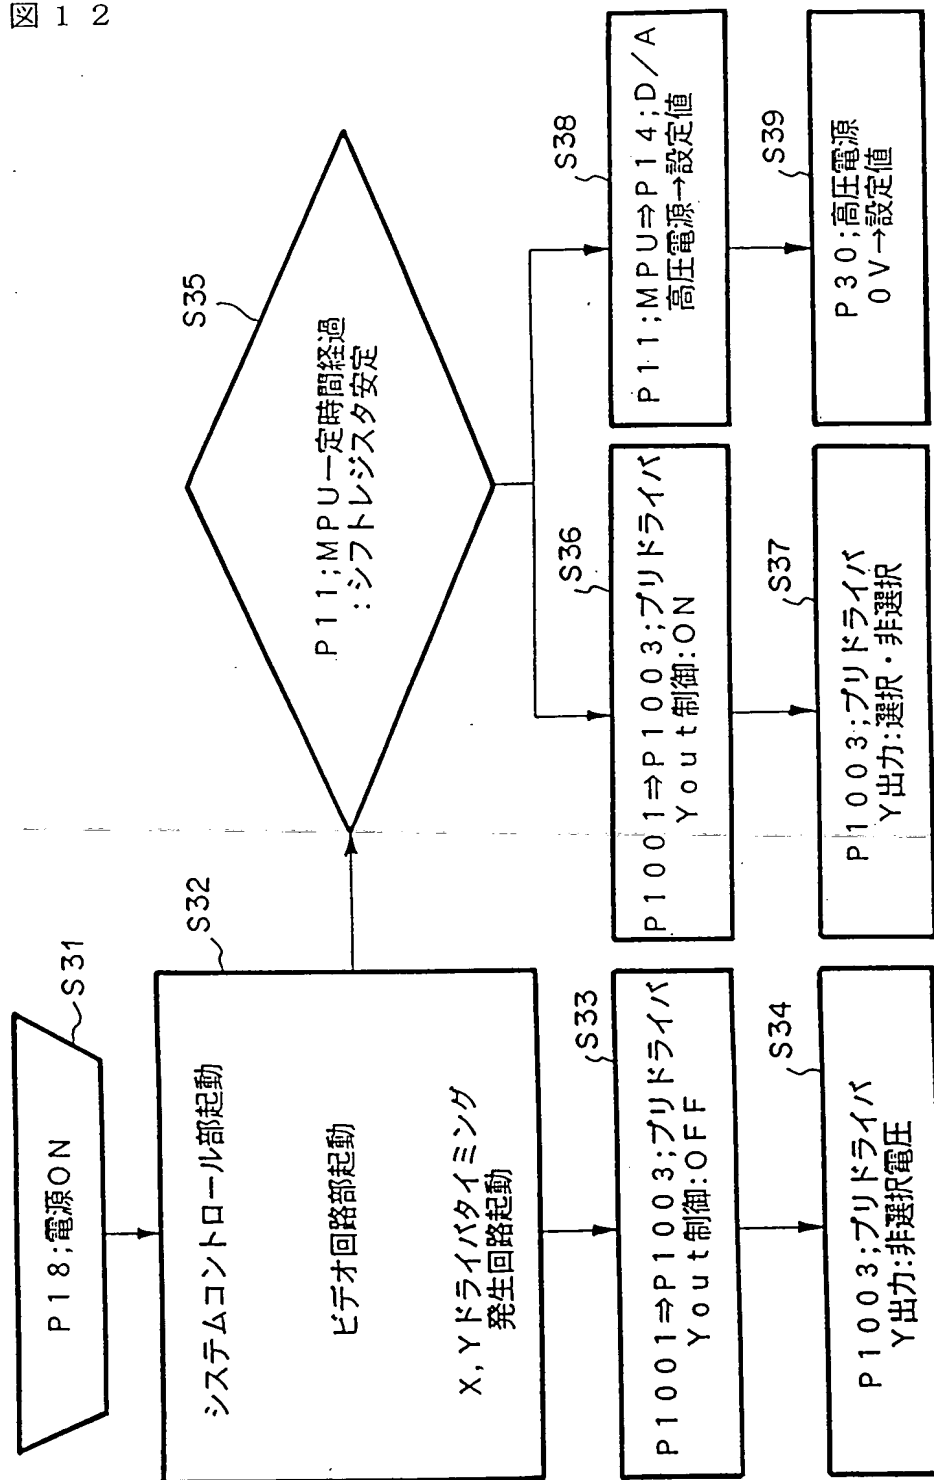 図１２
Ｐ１８;電源ON
S31
システムコントロール部起動
ビデオ回路部起動
Ｘ,Ｙドライバタイミング
発生回路起動
S32
Ｐ１００１⇒Ｐ１００３;プリドライバ
Ｙｏｕｔ制御:OFF
S33
Ｐ１００３;プリドライバ
Ｙ出力:非選択電圧
S34
Ｐ１１;MPU一定時間経過
:シフトレジスタ安定
S35
Ｐ１００１⇒Ｐ１００３;プリドライバ
Ｙｏｕｔ制御:ON
S36
Ｐ１００３;プリドライバ
Ｙ出力:選択・非選択
S37
Ｐ１１;MPU⇒Ｐ１４;Ｄ／Ａ
高圧電源→設定値
S38
Ｐ３０;高圧電源
０Ｖ→設定値
S39